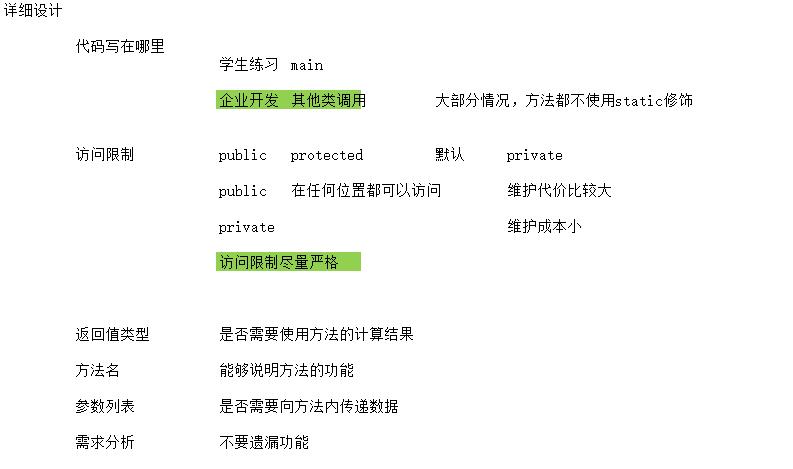 详细设计
代码写在哪里
学生练习 main
企业开发 其他类调用 大部分情况，方法都不使用static修饰
访问限制 public protected 默认 private
public 在任何位置都可以访问 维护代价比较大
private 维护成本小
访问限制尽量严格
返回值类型 是否需要使用方法的计算结果
方法名 能够说明方法的功能
参数列表 是否需要向方法内传递数据
需求分析 不要遗漏功能